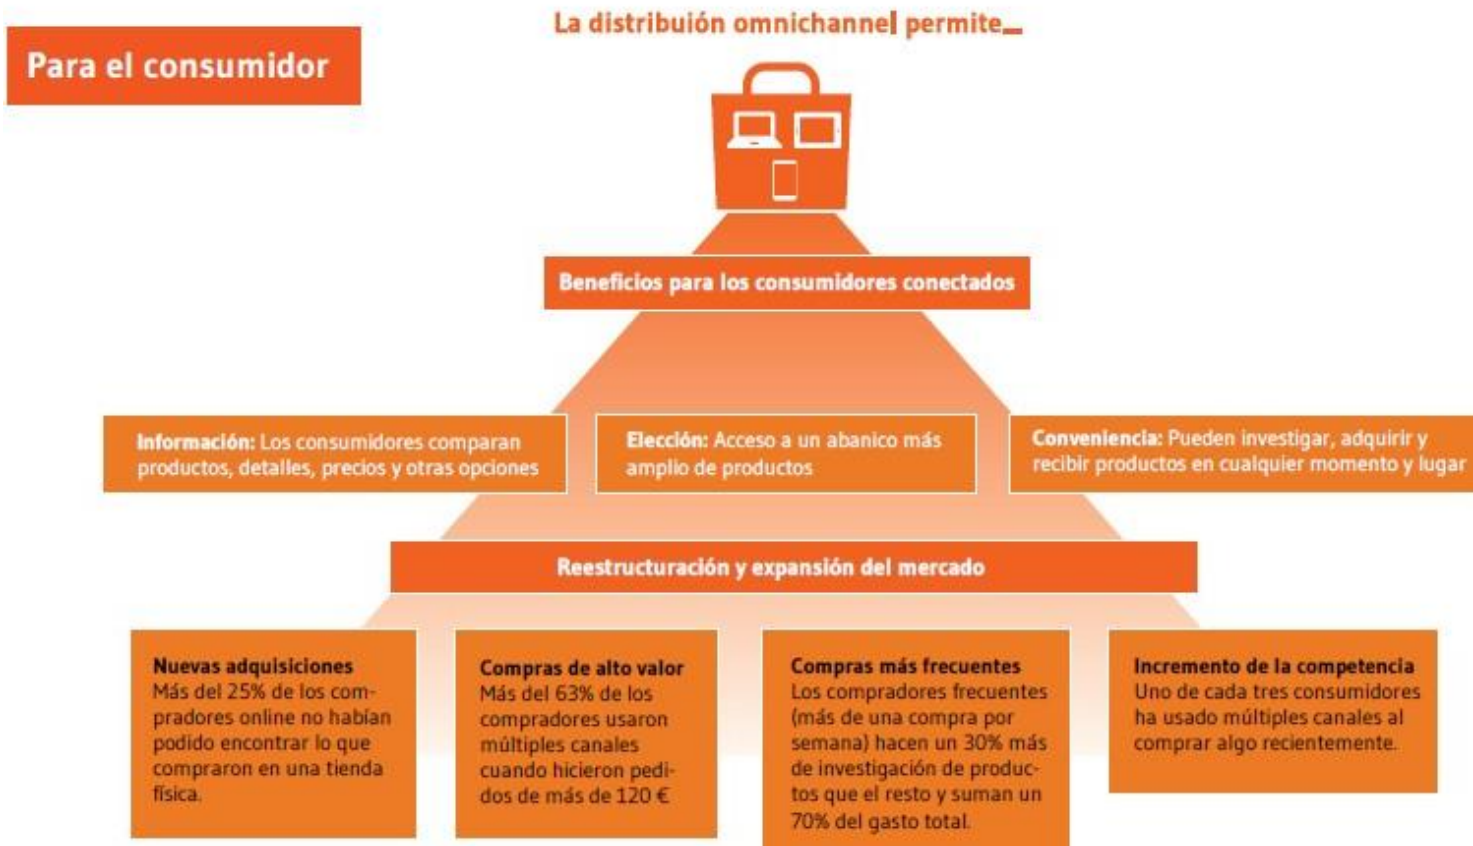 La distribuión omnichannel permite...
Para el consumidor
Beneficios para los consumidores conectados
Información: Los consumidores comparan
productos, detalles, precios y otras opciones
Elección: Acceso a un abanico más
amplio de productos
Conveniencia: Pueden investigar, adquirir y
recibir productos en cualquier momento y lugar
Reestructuración y expansión del mercado
Nuevas adquisiciones
Más del 25% de los com-
pradores online no habían
podido encontrar lo que
compraron en una tienda
física.
Compras de alto valor
Más del 63% de los
compradores usaron
múltiples canales
cuando hicieron pedi-
dos de más de 120 €
Compras más frecuentes
Los compradores frecuentes
(más de una compra por
semana) hacen un 30% más
de investigación de produc-
tos que el resto y suman un
70% del gasto total.
Incremento de la competencia
Uno de cada tres consumidores
ha usado múltiples canales al
comprar algo recientemente.